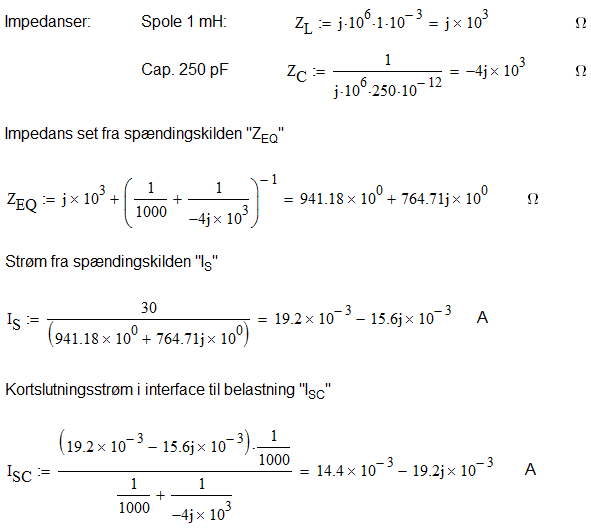 Impedanser: Spole 1 mH: Z_L := j·10^6·1·10^−3 = j × 10^3 Ω
Cap. 250 pF Z_C := 1 / (j·10^6·250·10^−12) = −4j × 10^3 Ω
Impedans set fra spændingskilden "Z_EQ"
Z_EQ := j × 10^3 + (1/1000 + 1/(−4j × 10^3))^−1 = 941.18 × 10^0 + 764.71j × 10^0 Ω
Strøm fra spændingskilden "I_S"
I_S := 30 / (941.18 × 10^0 + 764.71j × 10^0) = 19.2 × 10^−3 − 15.6j × 10^−3 A
Kortslutningsstrøm i interface til belastning "I_SC"
I_SC := ((19.2 × 10^−3 − 15.6j × 10^−3)·1/1000) / (1/1000 + 1/(−4j × 10^3)) = 14.4 × 10^−3 − 19.2j × 10^−3 A